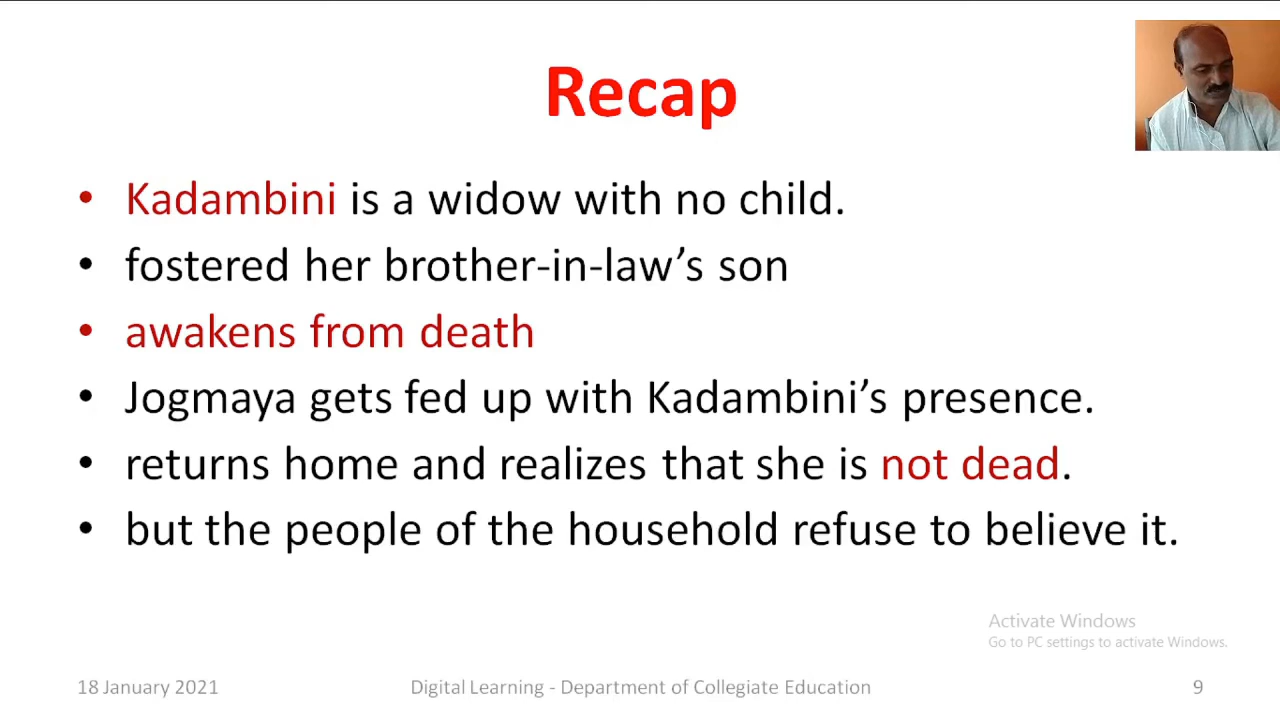 Recap
• Kadambini is a widow with no child.
• fostered her brother-in-law’s son
• awakens from death
• Jogmaya gets fed up with Kadambini’s presence.
• returns home and realizes that she is not dead.
• but the people of the household refuse to believe it.
Activate Windows
Go to PC settings to activate Windows.
18 January 2021
Digital Learning - Department of Collegiate Education
9